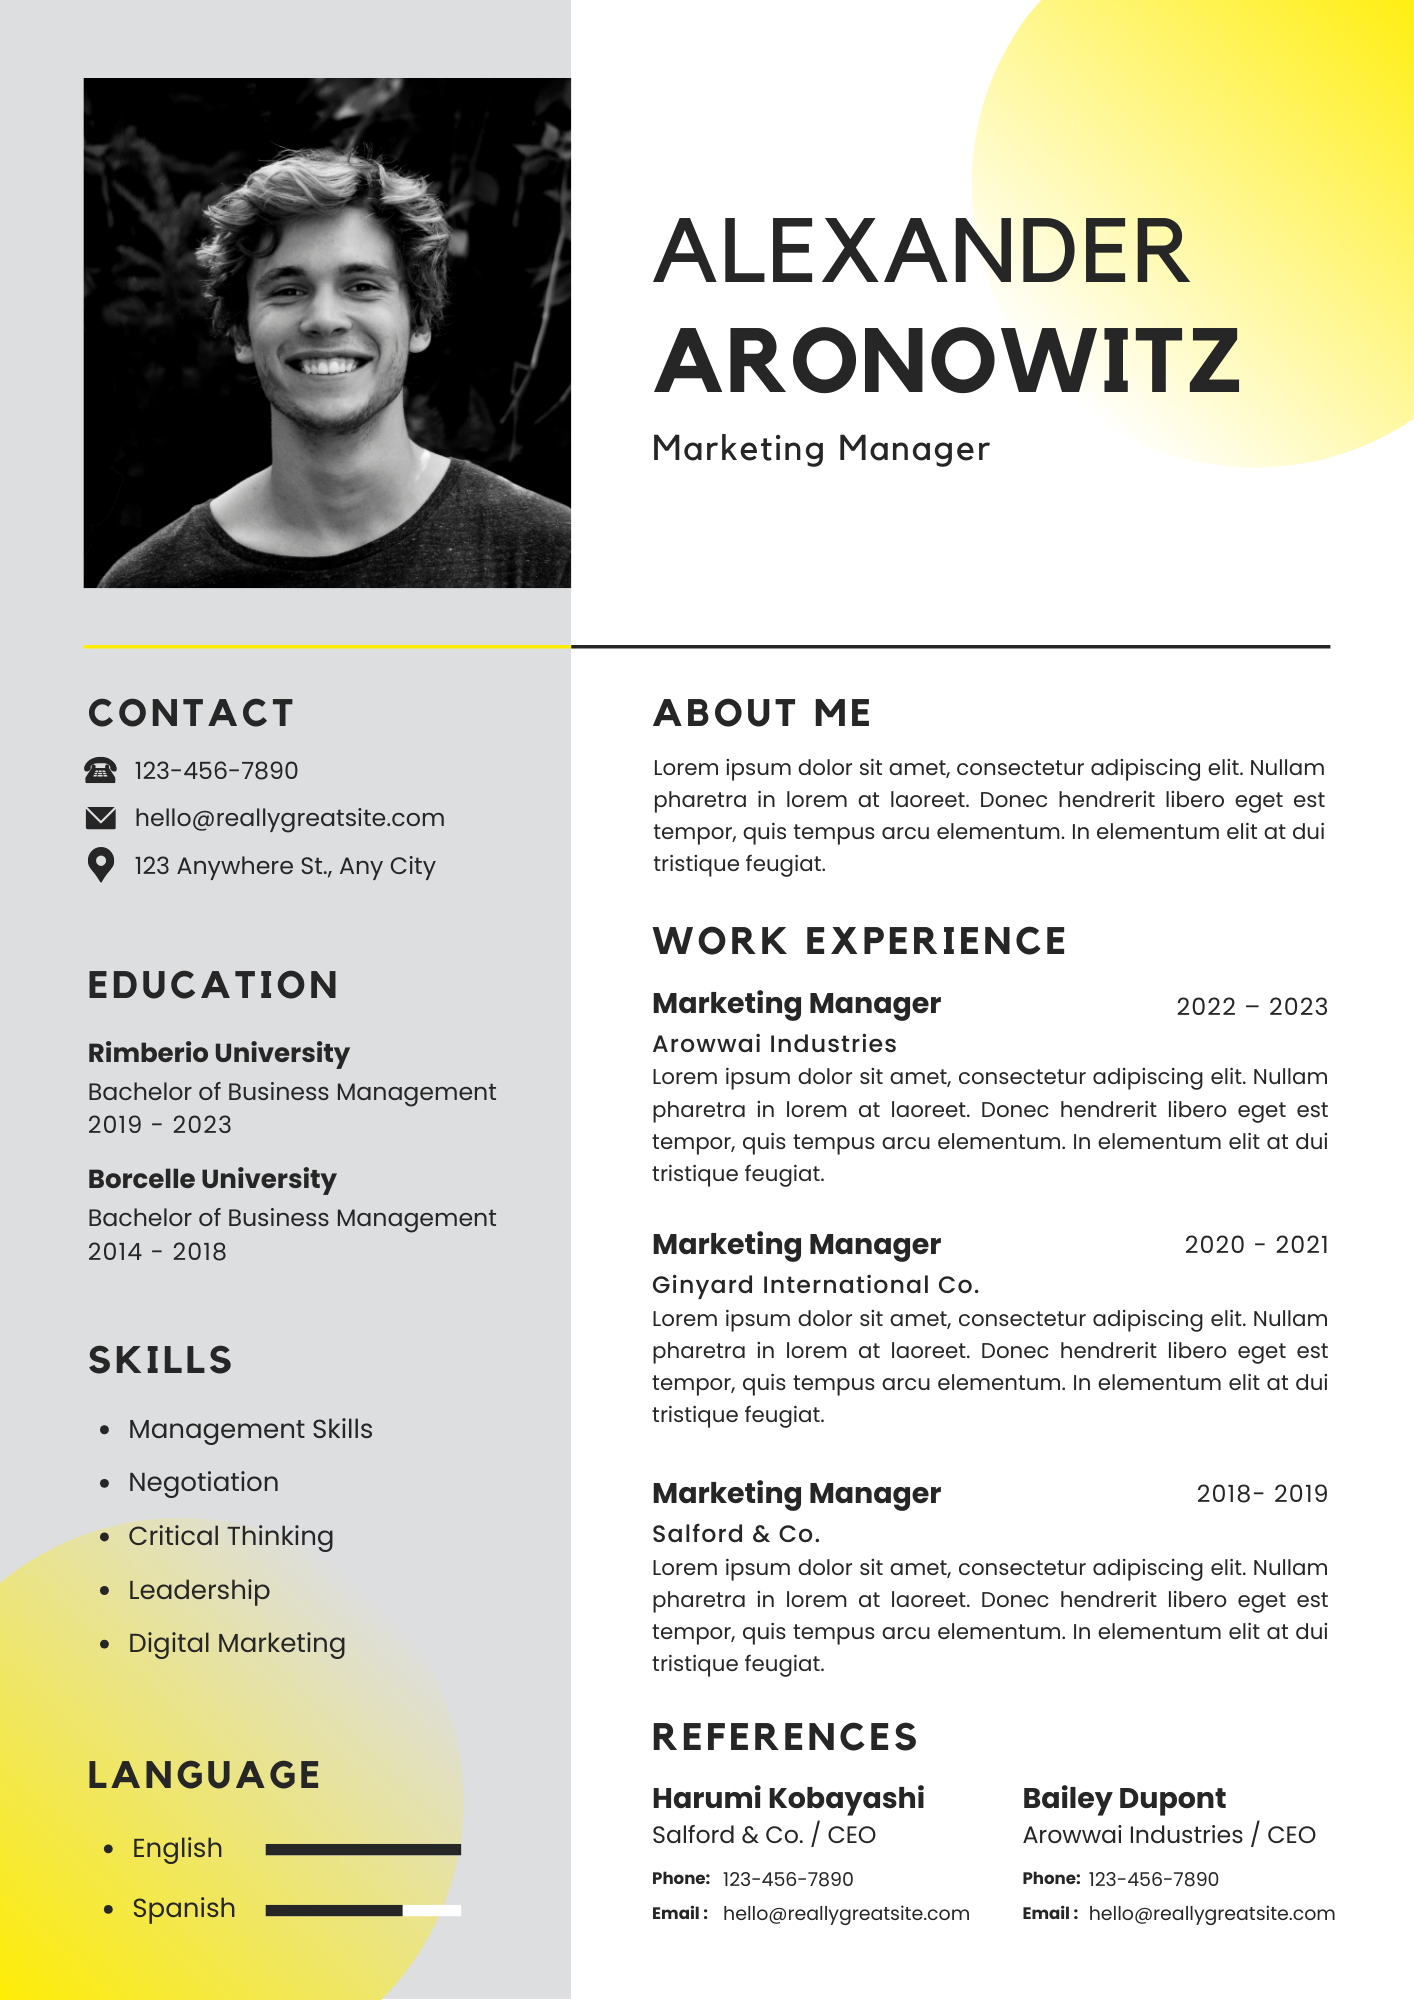 ALEXANDER
ARONOWITZ
Marketing Manager
CONTACT
123-456-7890
hello@reallygreatsite.com
123 Anywhere St., Any City
EDUCATION
Rimberio University
Bachelor of Business Management
2019 - 2023
Borcelle University
Bachelor of Business Management
2014 - 2018
SKILLS
• Management Skills
• Negotiation
• Critical Thinking
• Leadership
• Digital Marketing
LANGUAGE
• English
• Spanish
ABOUT ME
Lorem ipsum dolor sit amet, consectetur adipiscing elit. Nullam
pharetra in lorem at laoreet. Donec hendrerit libero eget est
tempor, quis tempus arcu elementum. In elementum elit at dui
tristique feugiat.
WORK EXPERIENCE
Marketing Manager 2022 – 2023
Arowwai Industries
Lorem ipsum dolor sit amet, consectetur adipiscing elit. Nullam
pharetra in lorem at laoreet. Donec hendrerit libero eget est
tempor, quis tempus arcu elementum. In elementum elit at dui
tristique feugiat.
Marketing Manager 2020 - 2021
Ginyard International Co.
Lorem ipsum dolor sit amet, consectetur adipiscing elit. Nullam
pharetra in lorem at laoreet. Donec hendrerit libero eget est
tempor, quis tempus arcu elementum. In elementum elit at dui
tristique feugiat.
Marketing Manager 2018- 2019
Salford & Co.
Lorem ipsum dolor sit amet, consectetur adipiscing elit. Nullam
pharetra in lorem at laoreet. Donec hendrerit libero eget est
tempor, quis tempus arcu elementum. In elementum elit at dui
tristique feugiat.
REFERENCES
Harumi Kobayashi
Salford & Co. / CEO
Phone: 123-456-7890
Email : hello@reallygreatsite.com
Bailey Dupont
Arowwai Industries / CEO
Phone: 123-456-7890
Email : hello@reallygreatsite.com